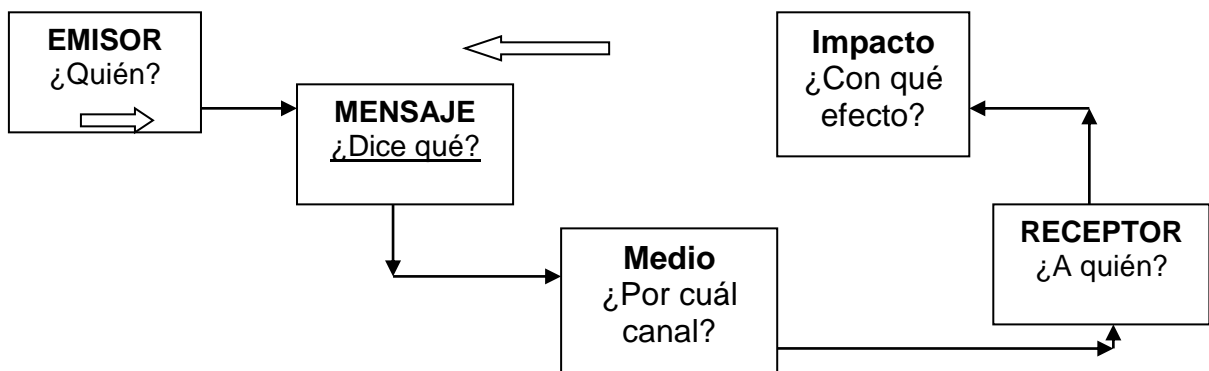 EMISOR
¿Quién?
MENSAJE
¿Dice qué?
Medio
¿Por cuál
canal?
RECEPTOR
¿A quién?
Impacto
¿Con qué
efecto?